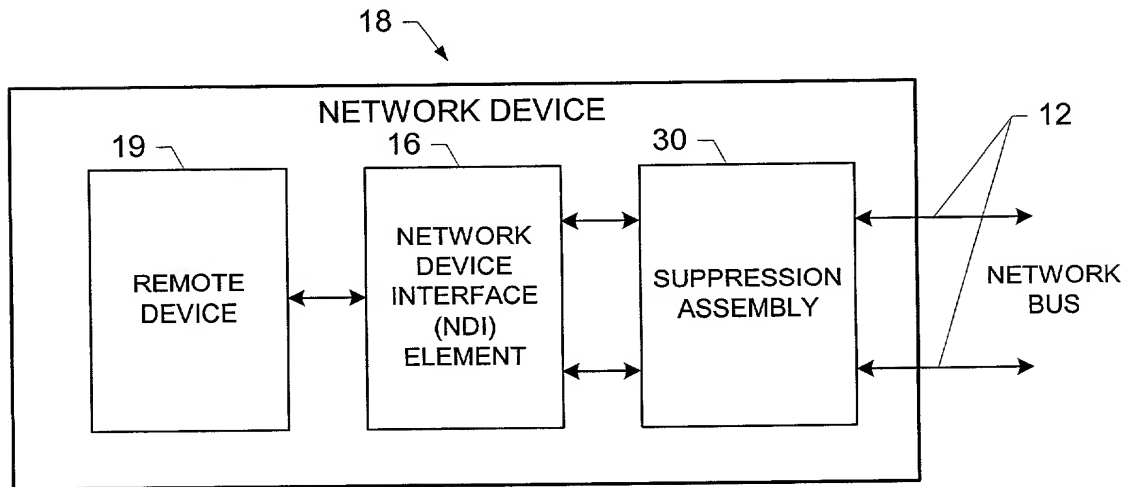 18
NETWORK DEVICE
19
16
30
12
REMOTE
DEVICE
NETWORK
DEVICE
INTERFACE
(NDI)
ELEMENT
SUPPRESSION
ASSEMBLY
NETWORK
BUS